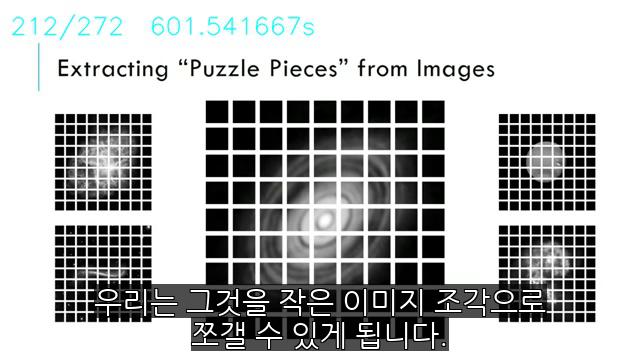 212/272 601.541667s
Extracting “Puzzle Pieces” from Images
우리는 그것을 작은 이미지 조각으로
쪼갤 수 있게 됩니다.